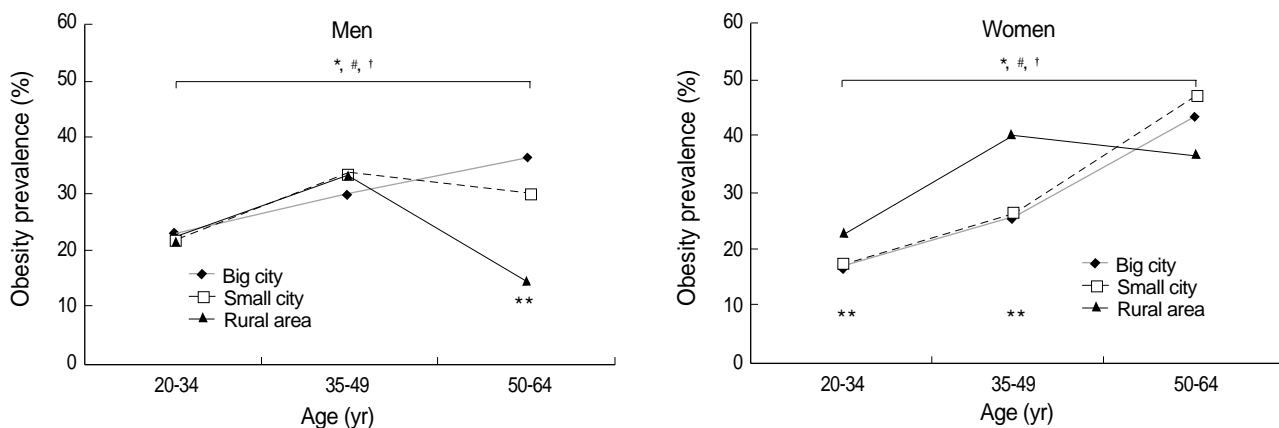 Men
*, #, †
Obesity prevalence (%)
60
50
40
30
20
10
0
Big city
Small city
Rural area
**
20-34 35-49 50-64
Age (yr)
Women
*, #, †
Obesity prevalence (%)
60
50
40
30
20
10
0
Big city
Small city
Rural area
** **
20-34 35-49 50-64
Age (yr)